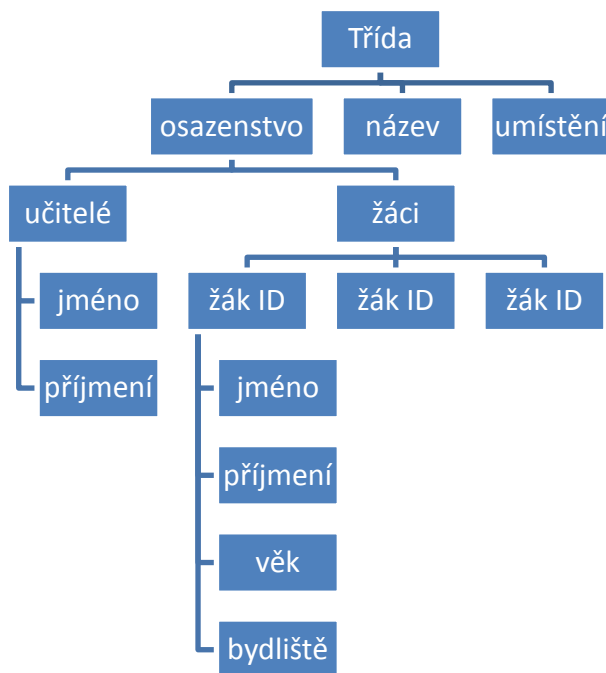 Třída
osazenstvo
název
umístění
učitelé
žáci
jméno
žák ID
žák ID
žák ID
příjmení
jméno
příjmení
věk
bydliště